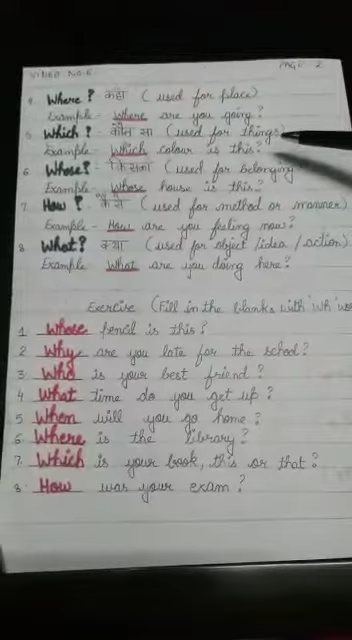 VIDEO NO. 6 PAGE 2
4. Where? कहाँ (used for place)
Example - Where are you going?
5. Which? कौन सा (used for things)
Example - Which colour is this?
6. Whose? किसका (used for belonging
Example - Whose house is this?
7. How? कैसे (used for method or manner)
Example - How are you feeling now?
8. What? क्या (used for object/idea/action)
Example What are you doing here?
Exercise (Fill in the blanks with 'Wh'
1. Whose pencil is this?
2. Why are you late for the school?
3. Who is your best friend?
4. What time do you get up?
5. When will you go home?
6. Where is the library?
7. Which is your book, this or that?
8. How was your exam?